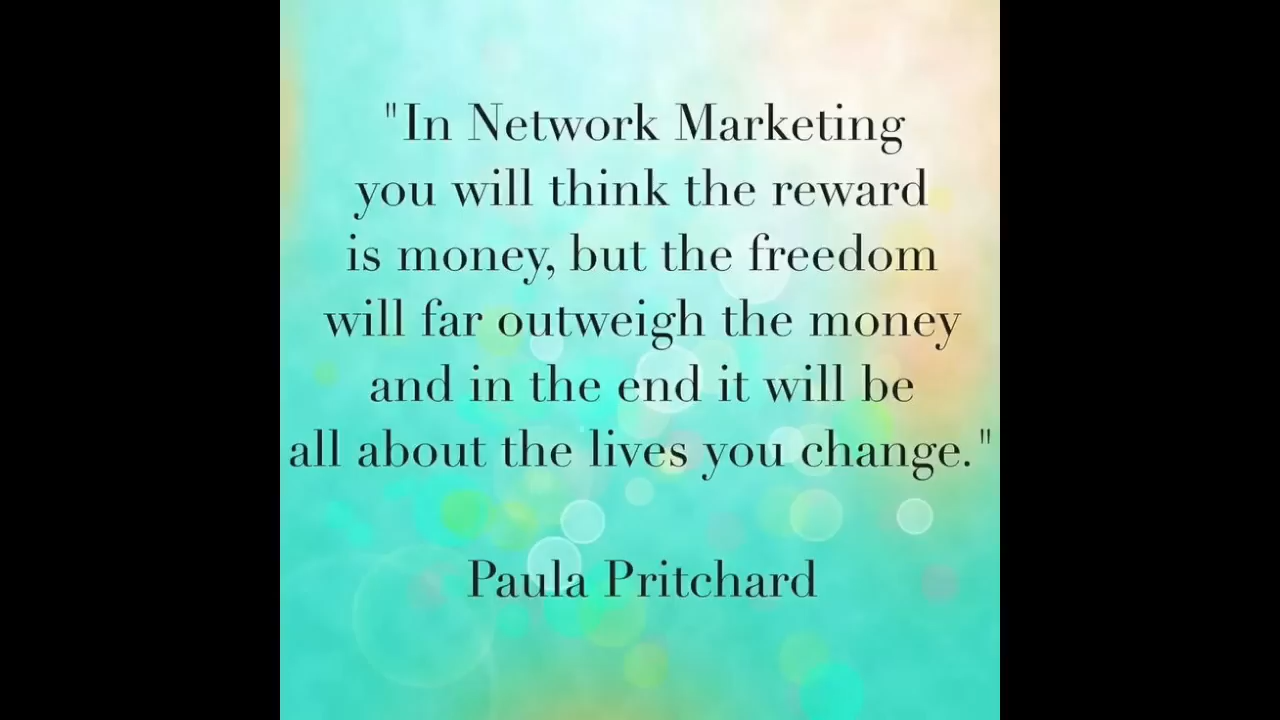 "In Network Marketing
you will think the reward
is money, but the freedom
will far outweigh the money
and in the end it will be
all about the lives you change."
Paula Pritchard